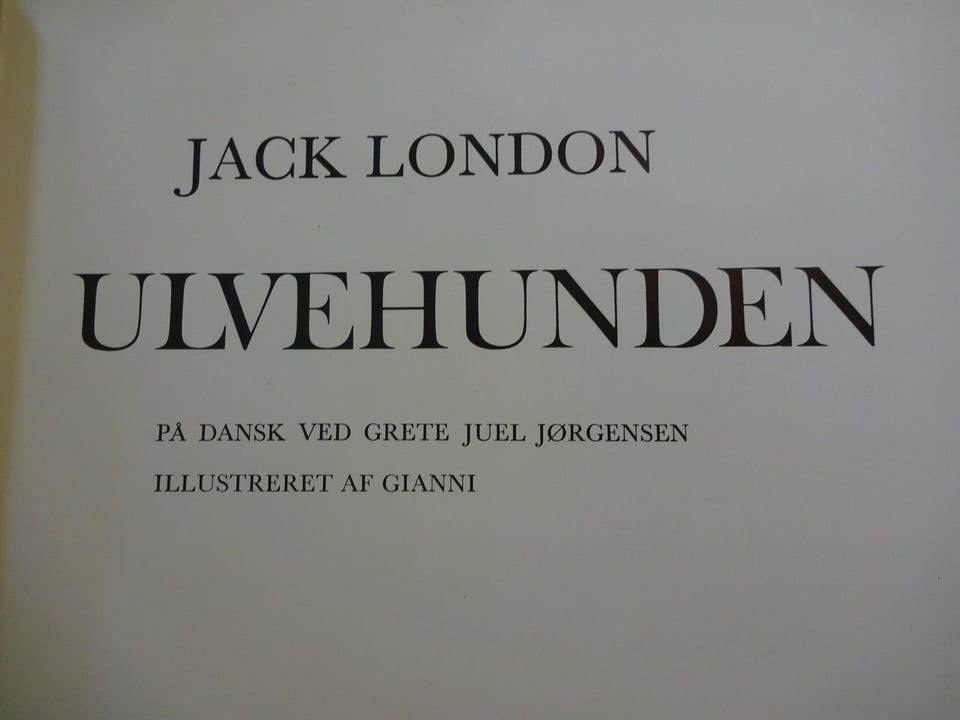 JACK LONDON
ULVEHUNDEN
PÅ DANSK VED GRETE JUEL JØRGENSEN
ILLUSTRERET AF GIANNI